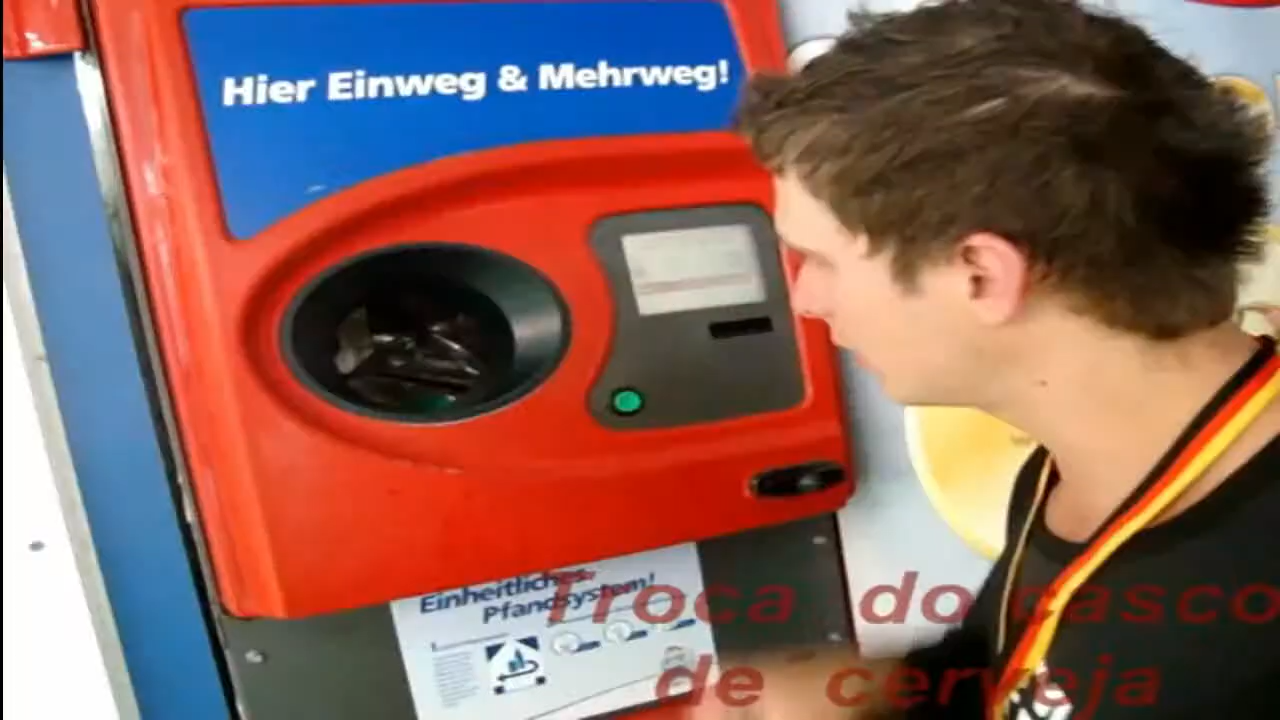 Hier Einweg & Mehrweg!
Einheitliches
Pfandsystem!
Troca do casco
de cerveja